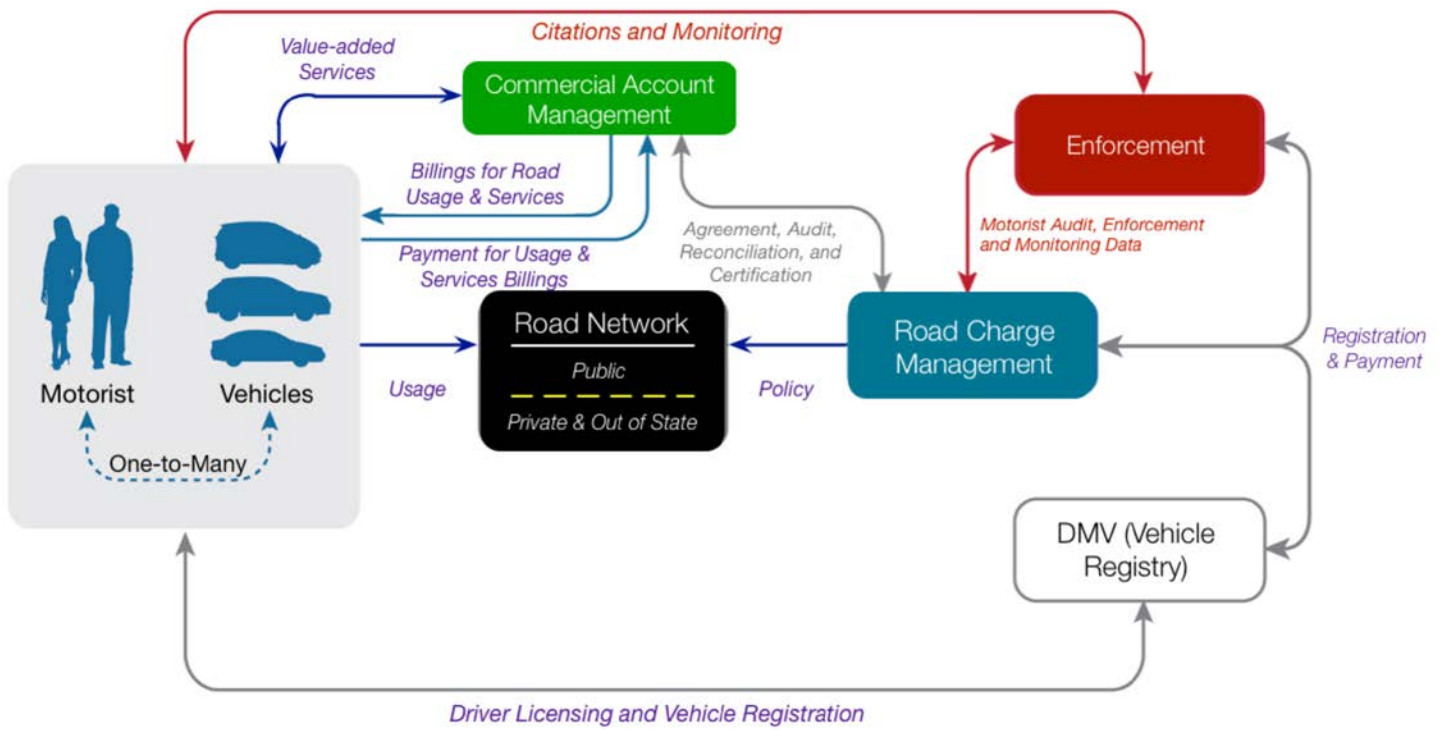 Citations and Monitoring
Value-added
Services
Commercial Account
Management
Enforcement
Billings for Road
Usage & Services
Agreement, Audit,
Reconciliation, and
Certification
Motorist Audit, Enforcement
and Monitoring Data
Payment for Usage &
Services Billings
Road Network
Public
Private & Out of State
Road Charge
Management
Registration
& Payment
Motorist
Vehicles
Usage
Policy
One-to-Many
DMV (Vehicle
Registry)
Driver Licensing and Vehicle Registration